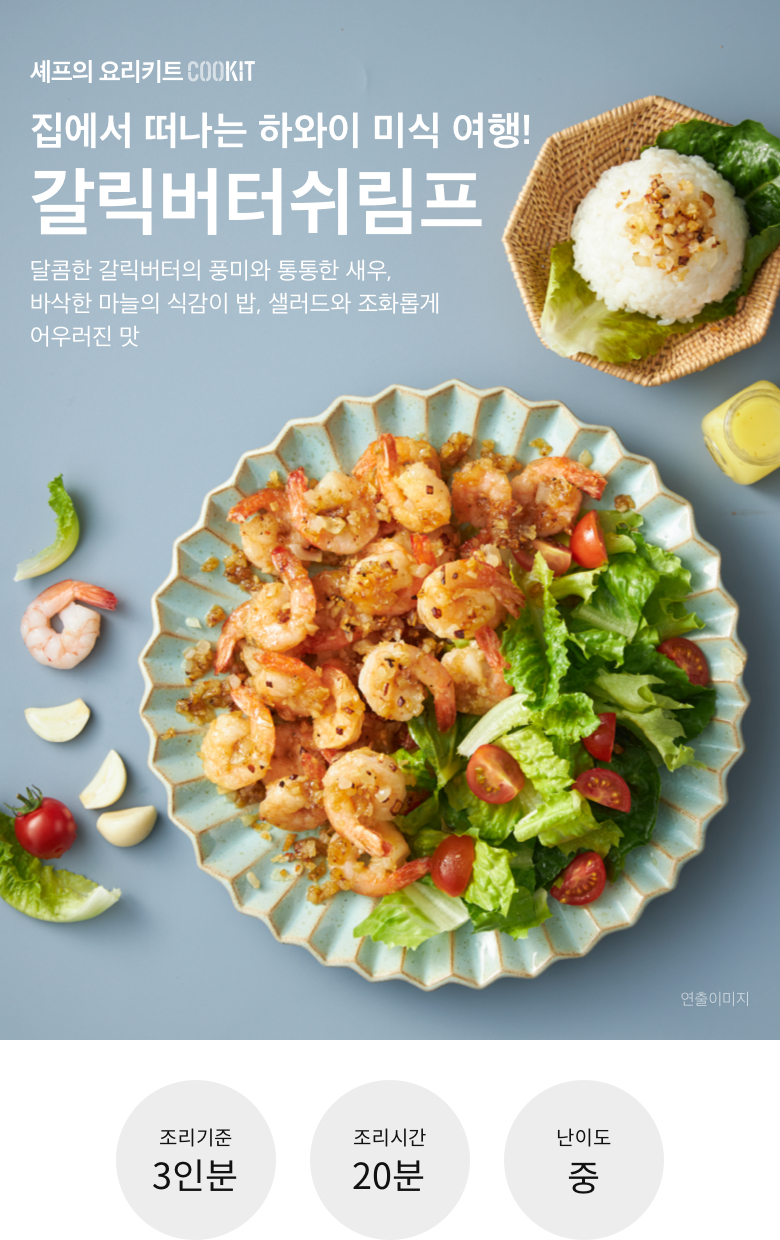 셰프의 요리키트 COOKIT
집에서 떠나는 하와이 미식 여행!
갈릭버터쉬림프
달콤한 갈릭버터의 풍미와 통통한 새우,
바삭한 마늘의 식감이 밥, 샐러드와 조화롭게
어우러진 맛
연출이미지
조리기준
3인분
조리시간
20분
난이도
중